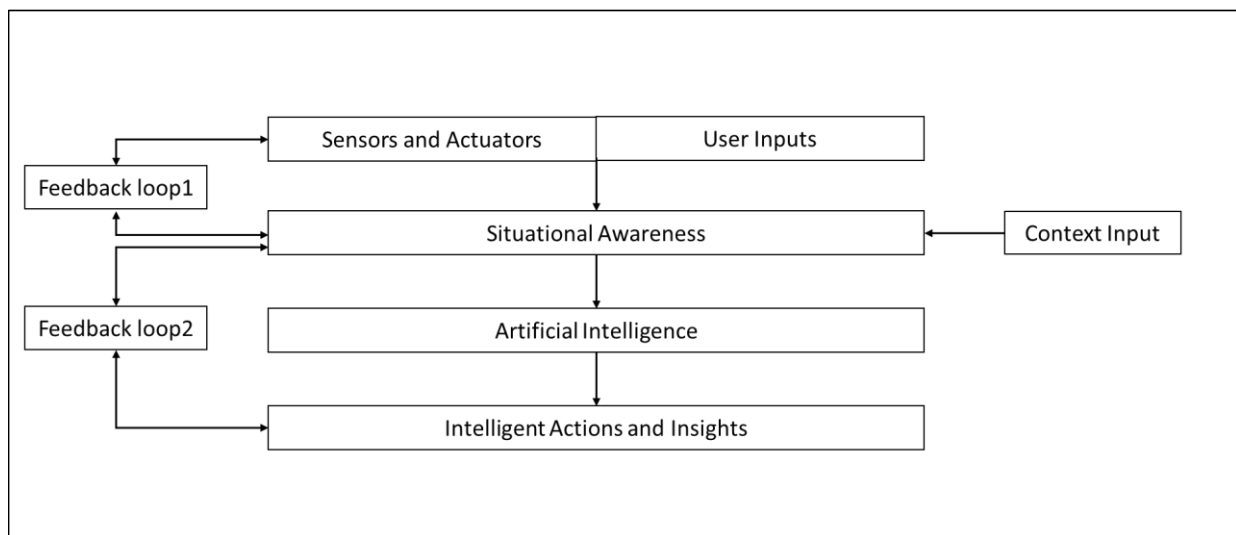 Sensors and Actuators
User Inputs
Feedback loop1
Situational Awareness
Context Input
Feedback loop2
Artificial Intelligence
Intelligent Actions and Insights